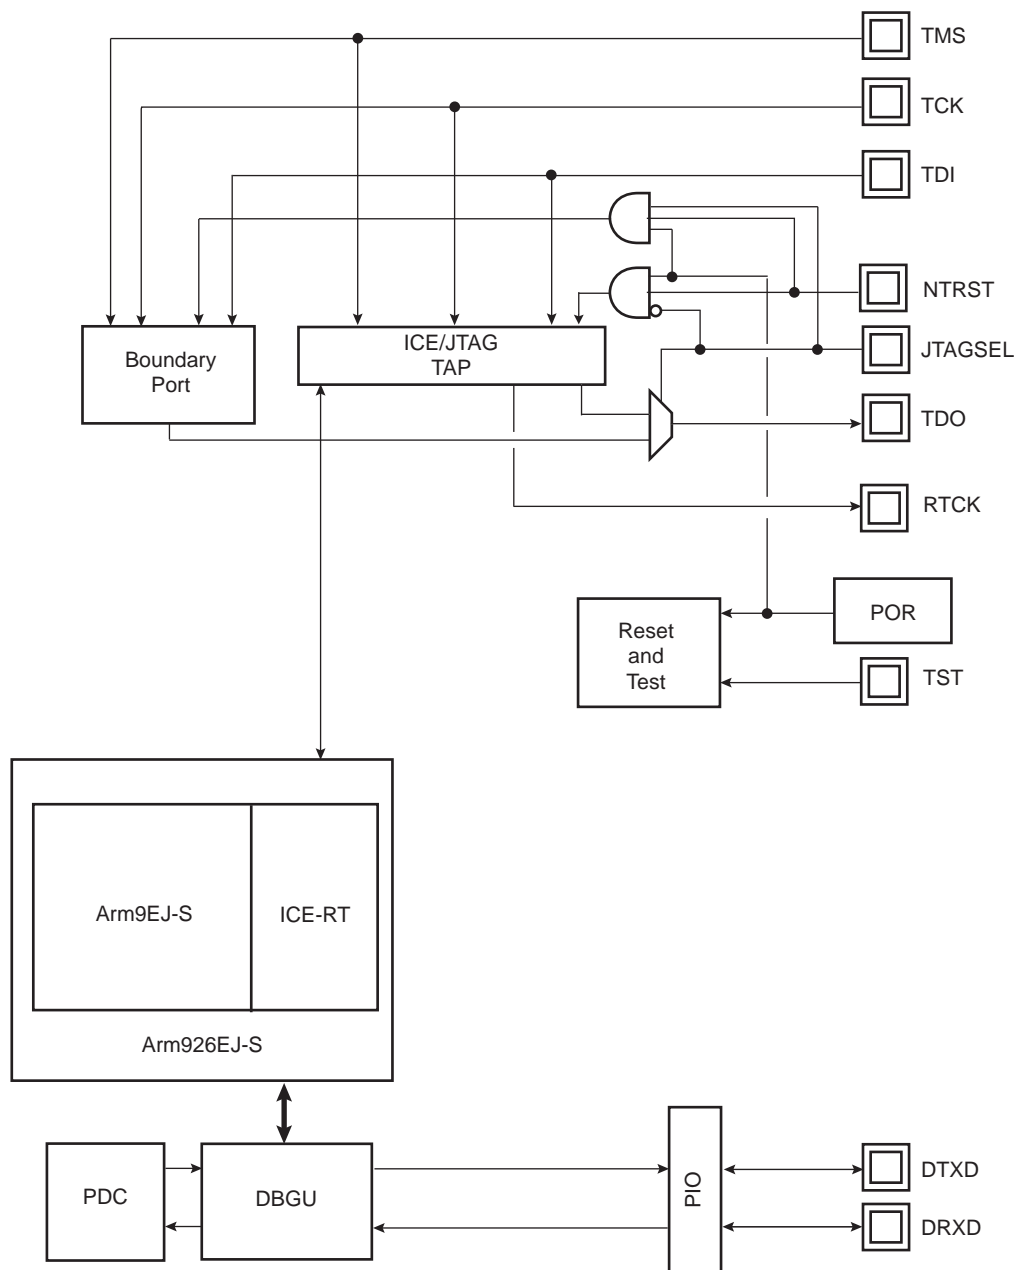 TMS
TCK
TDI
NTRST
Boundary
Port
ICE/JTAG
TAP
JTAGSEL
TDO
RTCK
Reset
and
Test
POR
TST
Arm9EJ-S
ICE-RT
Arm926EJ-S
PDC
DBGU
PIO
DTXD
DRXD